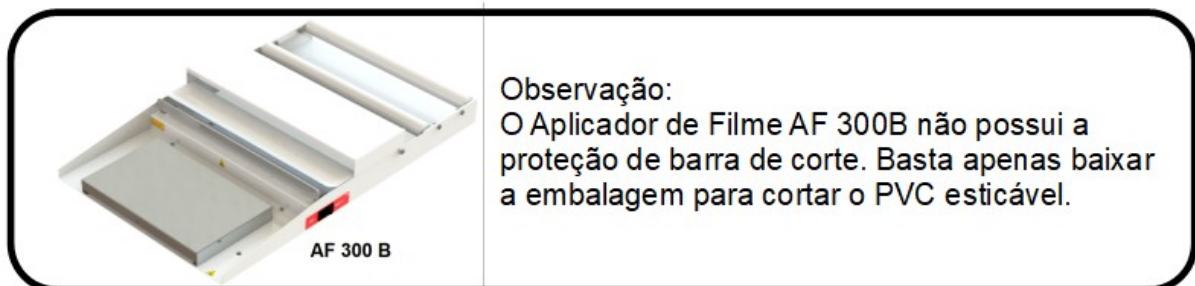 Observação:
O Aplicador de Filme AF 300B não possui a
proteção de barra de corte. Basta apenas baixar
a embalagem para cortar o PVC esticável.
AF 300 B